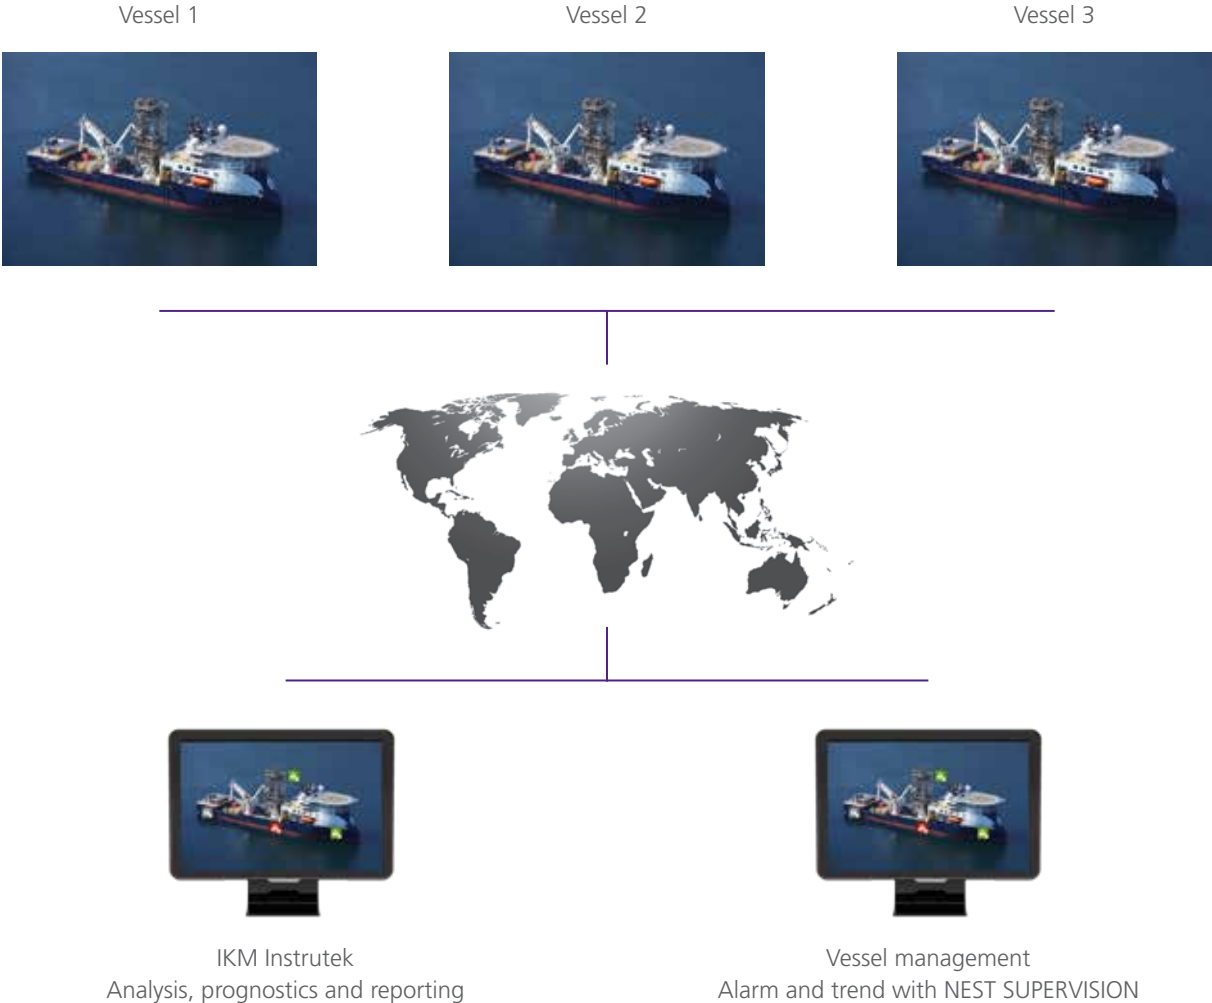 Vessel 1
Vessel 2
Vessel 3
IKM Instrutek
Analysis, prognostics and reporting
Vessel management
Alarm and trend with NEST SUPERVISION